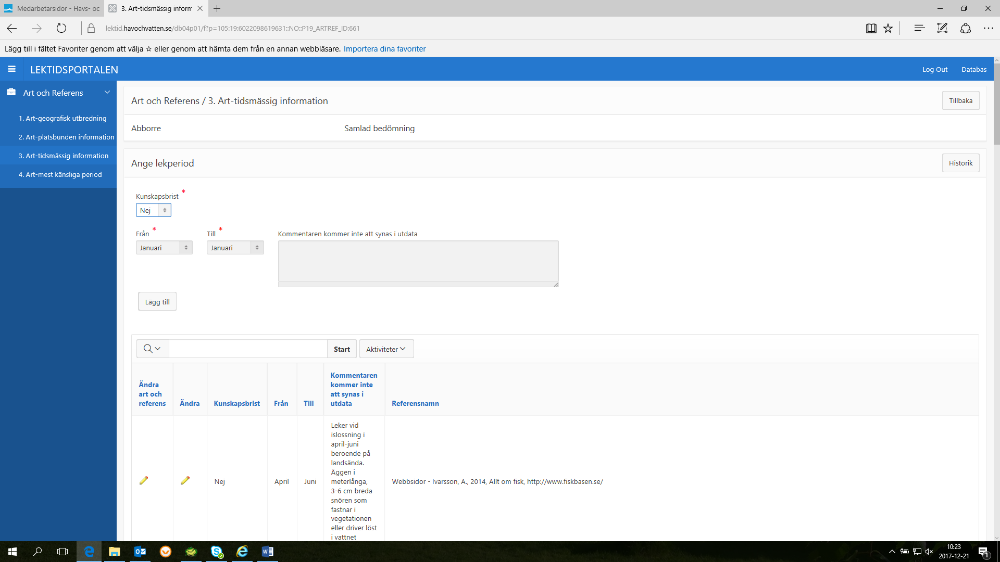 Medarbetarsidor - Havs- oc
3. Art-tidsmässig inform
lektid.havochvatten.se/db04p01/f?p=105:19:6022098619631::NO::P19_ARTREF_ID:661
Lägg till i fältet Favoriter genom att välja ☆ eller genom att hämta dem från en annan webbläsare. Importera dina favoriter
LEKTIDSPORTALEN
Log Out
Databas
Art och Referens
1. Art-geografisk utbredning
2. Art-platsbunden information
3. Art-tidsmässig information
4. Art-mest känsliga period
Art och Referens / 3. Art-tidsmässig information
Tillbaka
Abborre
Samlad bedömning
Ange lekperiod
Historik
Kunskapsbrist *
Nej
Från *
Till *
Kommentaren kommer inte att synas i utdata
Januari
Januari
Lägg till
Start
Aktiviteter
Ändra
art och
referens
Ändra
Kunskapsbrist
Från
Till
Kommentaren
kommer inte
att synas i
utdata
Referensnamn
Nej
April
Juni
Leker vid
islossning i
april-juni
beroende på
landsända.
Äggen i
meterlånga,
3-6 cm breda
snören som
fastnar i
vegetationen
eller driver löst
i vattnet
Webbsidor - Ivarsson, A., 2014, Allt om fisk, http://www.fiskbasen.se/
10:23
2017-12-21
1